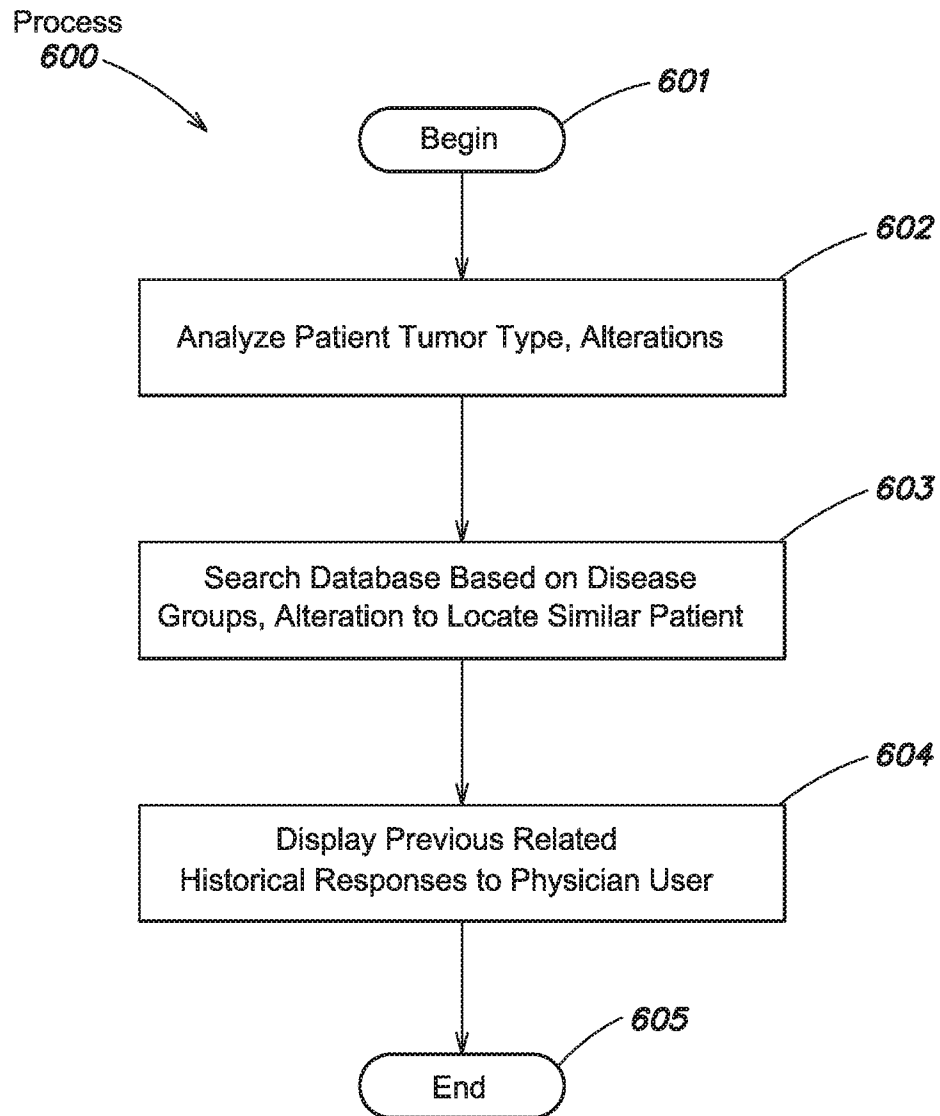 Process
600
601
Begin
602
Analyze Patient Tumor Type, Alterations
603
Search Database Based on Disease
Groups, Alteration to Locate Similar Patient
604
Display Previous Related
Historical Responses to Physician User
605
End